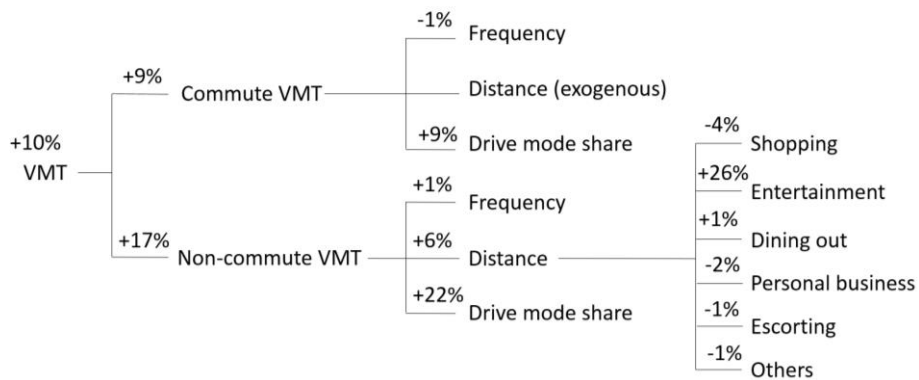 +10%
VMT
+9%
Commute VMT
-1%
Frequency
Distance (exogenous)
+9%
Drive mode share
+17%
Non-commute VMT
+1%
Frequency
+6%
Distance
+22%
Drive mode share
-4%
Shopping
+26%
Entertainment
+1%
Dining out
-2%
Personal business
-1%
Escorting
-1%
Others